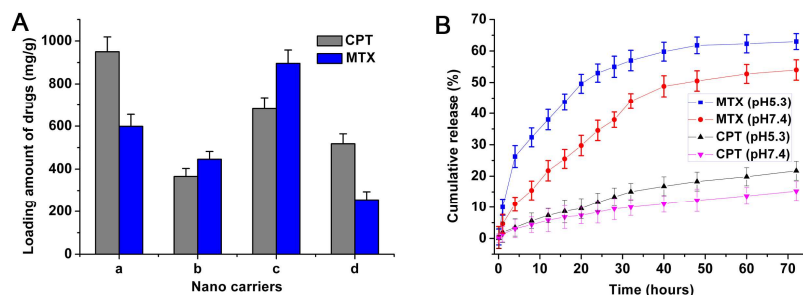 A
Loading amount of drugs (mg/g)
1000
800
600
400
200
0
CPT
MTX
a b c d
Nano carriers
B
Cumulative release (%)
70
60
50
40
30
20
10
0
MTX (pH5.3)
MTX (pH7.4)
CPT (pH5.3)
CPT (pH7.4)
0 10 20 30 40 50 60 70
Time (hours)